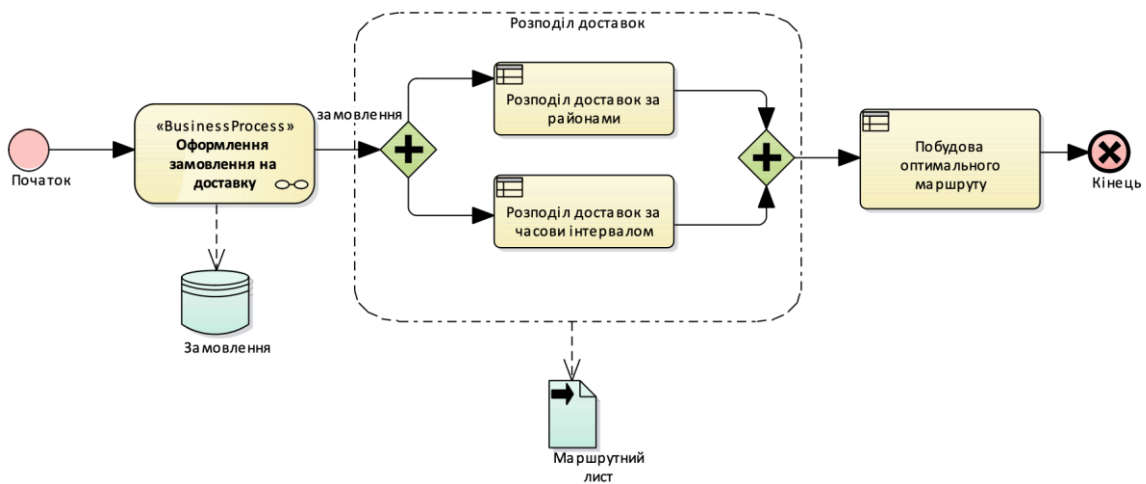 Розподіл доставок
замовлення
«BusinessProcess»
Оформлення
замовлення на
доставку
Початок
Розподіл доставок за
районами
Розподіл доставок за
часови інтервалом
Побудова
оптимального
маршруту
Кінець
Замовлення
Маршрутний
лист